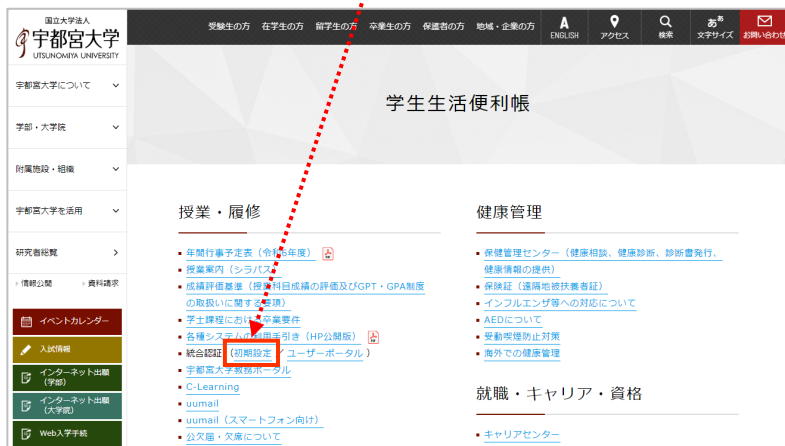 国立大学法人
宇都宮大学
UTSUNOMIYA UNIVERSITY
受験生の方 在学生の方 留学生の方 卒業生の方 保護者の方 地域・企業の方
A ENGLISH
アクセス
検索
ああ 文字サイズ
お問い合わせ
宇都宮大学について
学部・大学院
附属施設・組織
宇都宮大学を活用
研究者総覧
情報公開 資料請求
イベントカレンダー
入試情報
インターネット出願
(学部)
インターネット出願
(大学院)
Web入学手続
学生生活便利帳
授業・履修
年間行事予定表(令和6年度)
授業案内(シラバス)
成績評価基準(授業科目成績の評価及びGPT・GPA制度
の取扱いに関する要項)
学士課程における卒業要件
各種システムの利用手引き(HP公開版)
統合認証(初期設定 / ユーザーポータル)
宇都宮大学教務ポータル
C-Learning
uumail
uumail(スマートフォン向け)
公欠届・欠席について
健康管理
保健管理センター(健康相談、健康診断、診断書発行、
健康情報の提供)
保険証(遠隔地被扶養者証)
インフルエンザ等への対応について
AEDについて
受動喫煙防止対策
海外での健康管理
就職・キャリア・資格
キャリアセンター